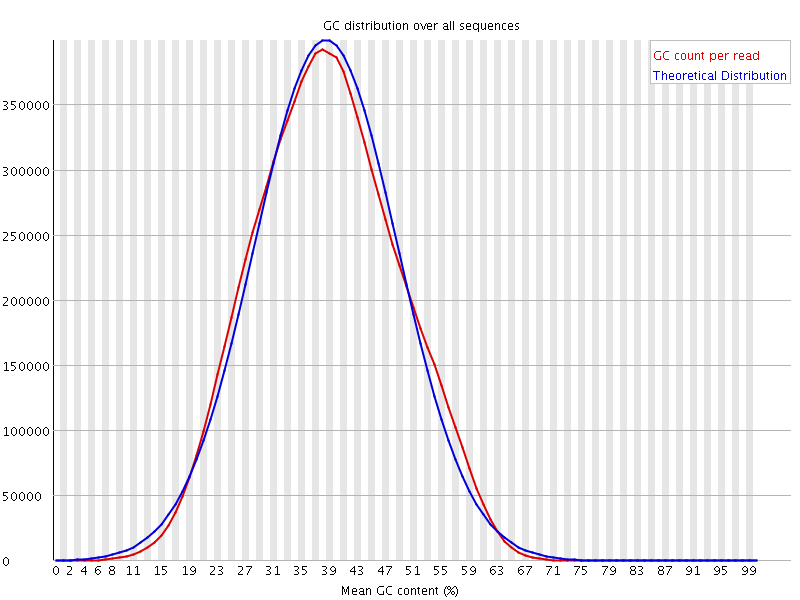 GC distribution over all sequences
GC count per read
Theoretical Distribution
350000
300000
250000
200000
150000
100000
50000
0
0 2 4 6 8 11 15 19 23 27 31 35 39 43 47 51 55 59 63 67 71 75 79 83 87 91 95 99
Mean GC content (%)